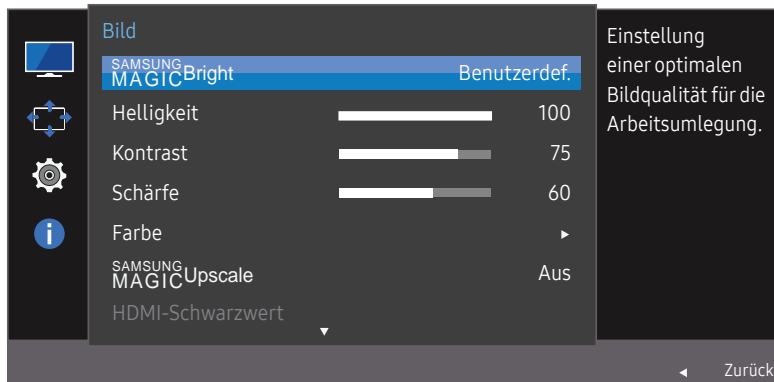 Bild
SAMSUNG
MAGICBright Benutzerdef.
Helligkeit 100
Kontrast 75
Schärfe 60
Farbe
SAMSUNG
MAGICUpscale Aus
HDMI-Schwarzwert
Einstellung
einer optimalen
Bildqualität für die
Arbeitsumlegung.
Zurück